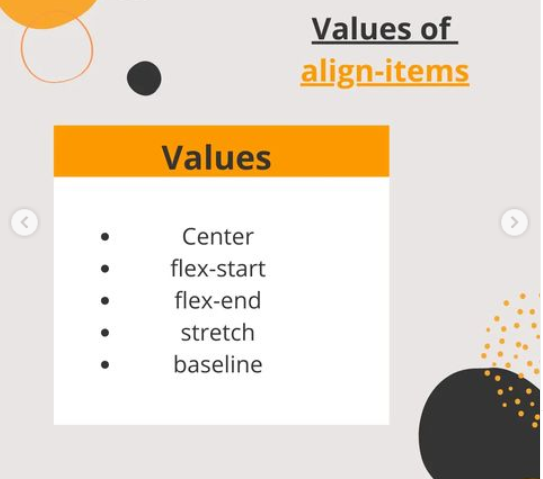 Values of
align-items
Values
Center
flex-start
flex-end
stretch
baseline